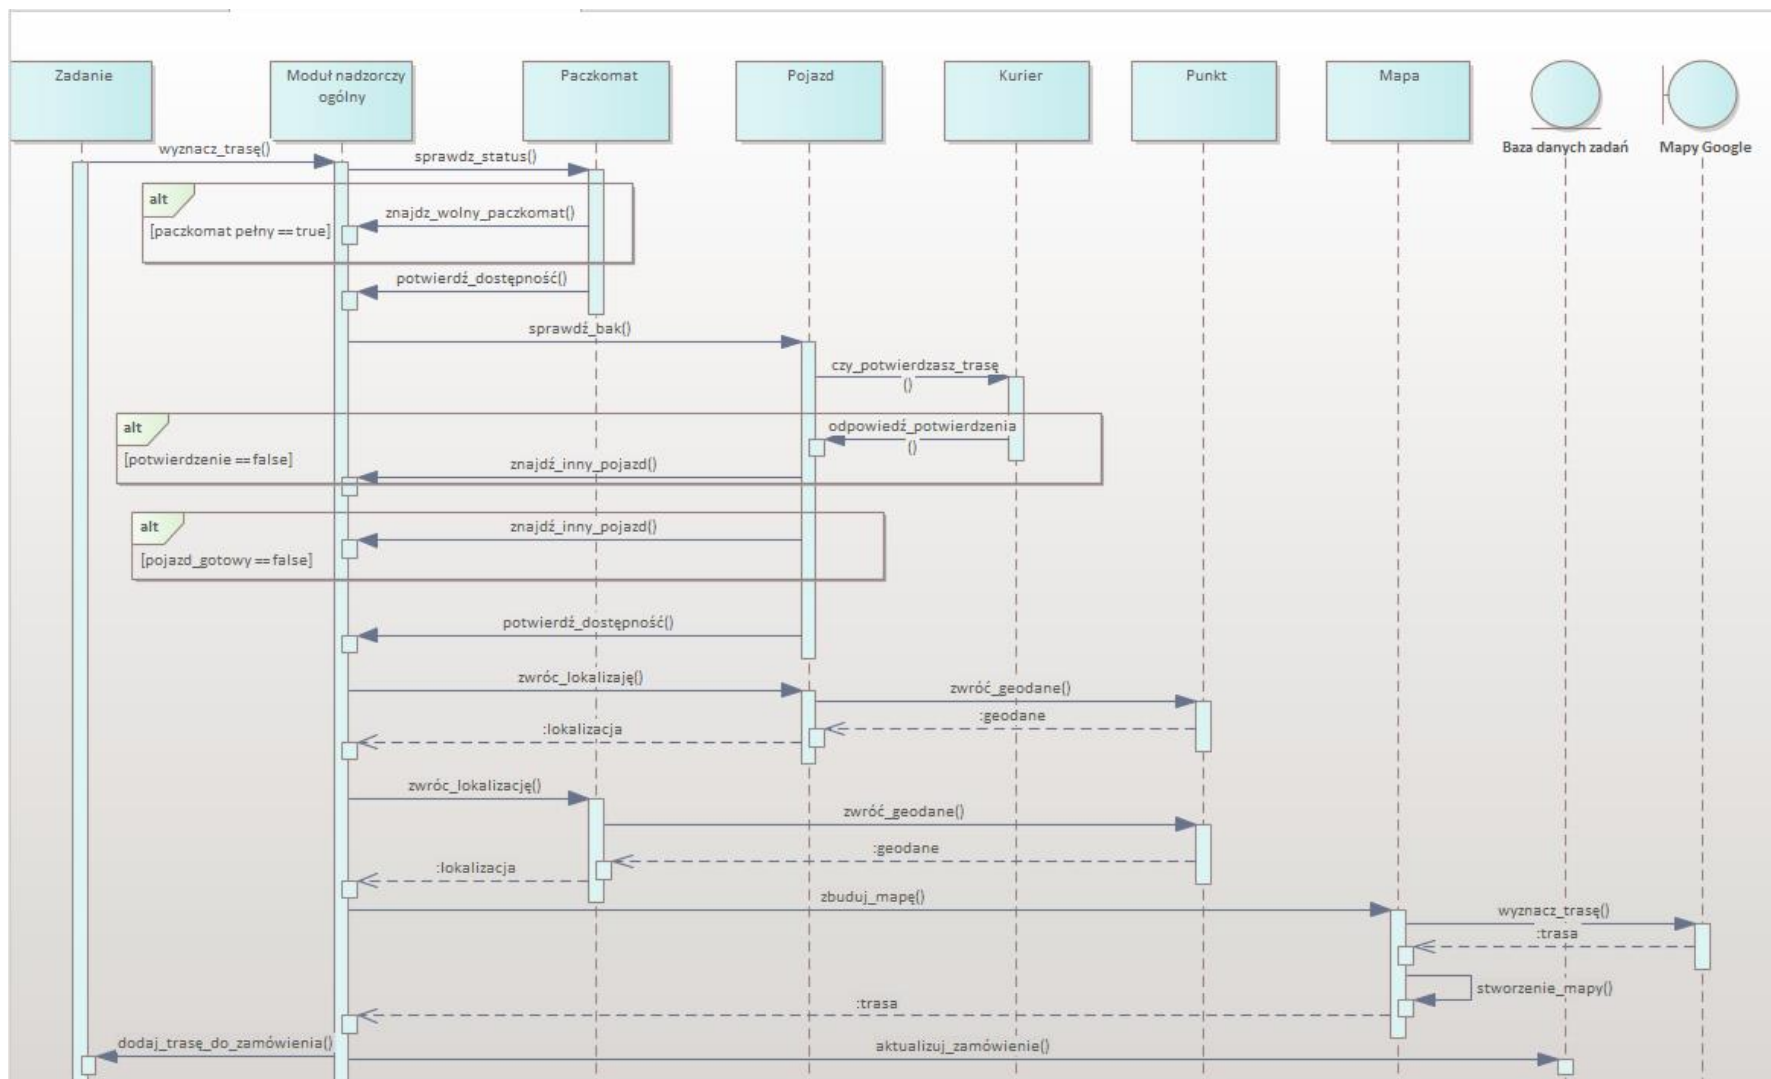 Zadanie
Moduł nadzorczy
ogólny
Paczkomat
Pojazd
Kurier
Punkt
Mapa
Baza danych zadań
Mapy Google
wyznacz_trasę()
sprawdz_status()
alt
znajdz_wolny_paczkomat()
[paczkomat pełny == true]
potwierdź_dostępność()
sprawdź_bak()
czy_potwierdzasz_trasę
()
alt
odpowiedź_potwierdzenia
()
[potwierdzenie == false]
znajdź_inny_pojazd()
alt
znajdź_inny_pojazd()
[pojazd_gotowy == false]
potwierdź_dostępność()
zwróc_lokalizaję()
zwróć_geodane()
:geodane
:lokalizacja
zwróc_lokalizację()
zwróć_geodane()
:geodane
:lokalizacja
zbuduj_mapę()
wyznacz_trasę()
:trasa
stworzenie_mapy()
:trasa
dodaj_trasę_do_zamówienia()
aktualizuj_zamówienie()